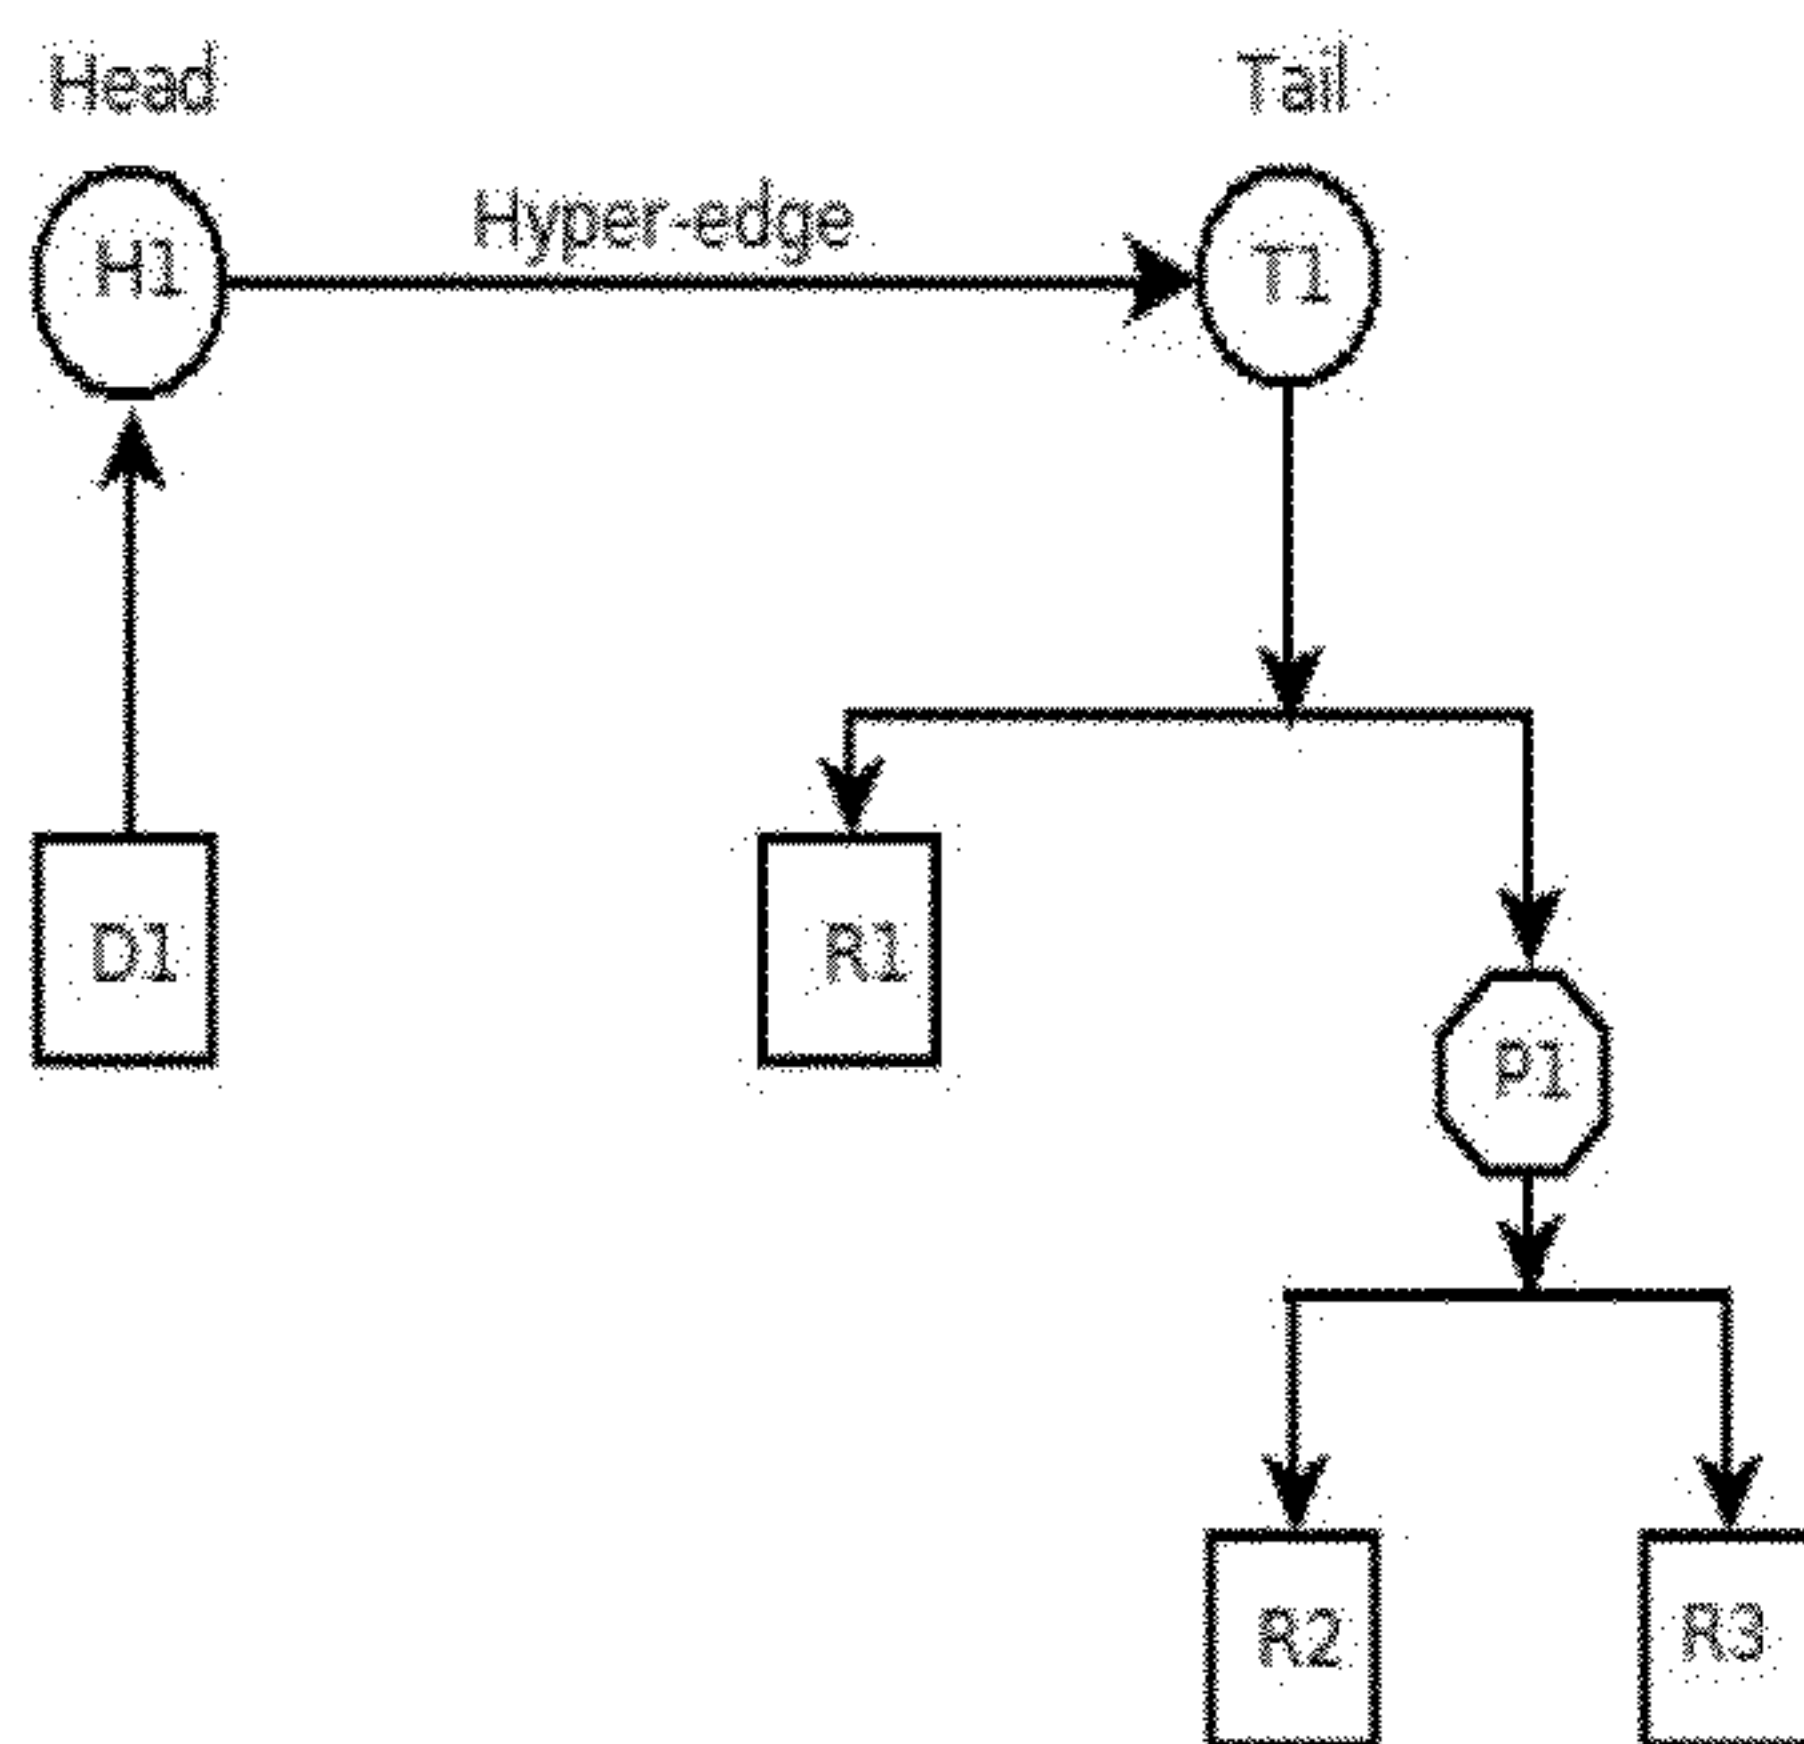 Head
Tail
Hyper-edge
H1
T1
D1
R1
P1
R2
R3